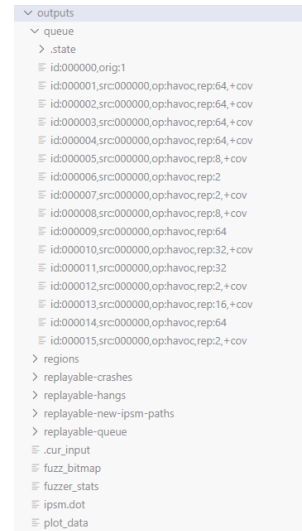 outputs
queue
.state
id:000000,orig:1
id:000001,src:000000,op:havoc,rep:64,+cov
id:000002,src:000000,op:havoc,rep:64,+cov
id:000003,src:000000,op:havoc,rep:64,+cov
id:000004,src:000000,op:havoc,rep:64,+cov
id:000005,src:000000,op:havoc,rep:8,+cov
id:000006,src:000000,op:havoc,rep:2
id:000007,src:000000,op:havoc,rep:2,+cov
id:000008,src:000000,op:havoc,rep:8,+cov
id:000009,src:000000,op:havoc,rep:64
id:000010,src:000000,op:havoc,rep:32,+cov
id:000011,src:000000,op:havoc,rep:32
id:000012,src:000000,op:havoc,rep:2,+cov
id:000013,src:000000,op:havoc,rep:16,+cov
id:000014,src:000000,op:havoc,rep:64
id:000015,src:000000,op:havoc,rep:2,+cov
regions
replayable-crashes
replayable-hangs
replayable-new-ipsm-paths
replayable-queue
.cur_input
fuzz_bitmap
fuzzer_stats
ipsm.dot
plot_data